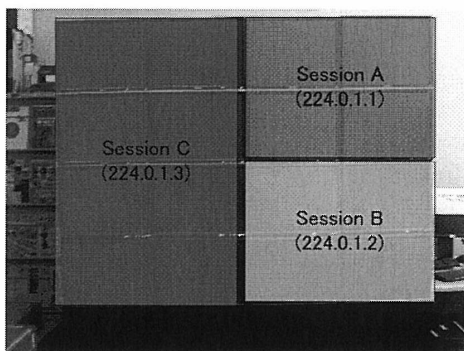 Session A
(224.0.1.1)
Session C
(224.0.1.3)
Session B
(224.0.1.2)